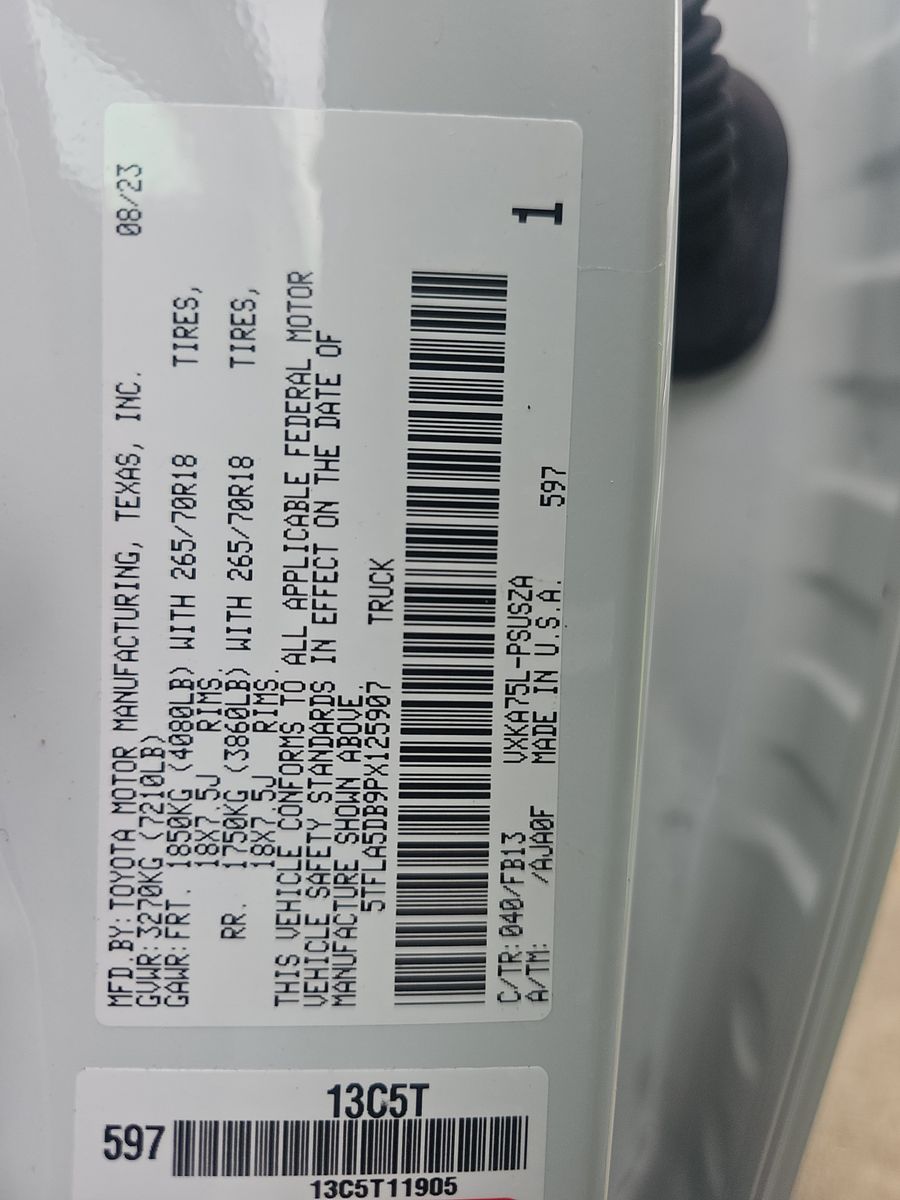 MFD.BY:TOYOTA MOTOR MANUFACTURING, TEXAS, INC. 08/23
GVWR:3270KG (7210LB)
GAWR:FRT. 1850KG (4080LB) WITH 265/70R18 TIRES,
18X7.5J RIMS,
RR. 1750KG (3860LB) WITH 265/70R18 TIRES,
18X7.5J RIMS.
THIS VEHICLE CONFORMS TO ALL APPLICABLE FEDERAL MOTOR
VEHICLE SAFETY STANDARDS IN EFFECT ON THE DATE OF
MANUFACTURE SHOWN ABOVE.
5TFLA5DB9PX125907 TRUCK
C/TR:040/FB13 VXKA75L-PSUSZA
A/TM: /AJA0F MADE IN U.S.A. 597
1
13C5T
597
13C5T11905